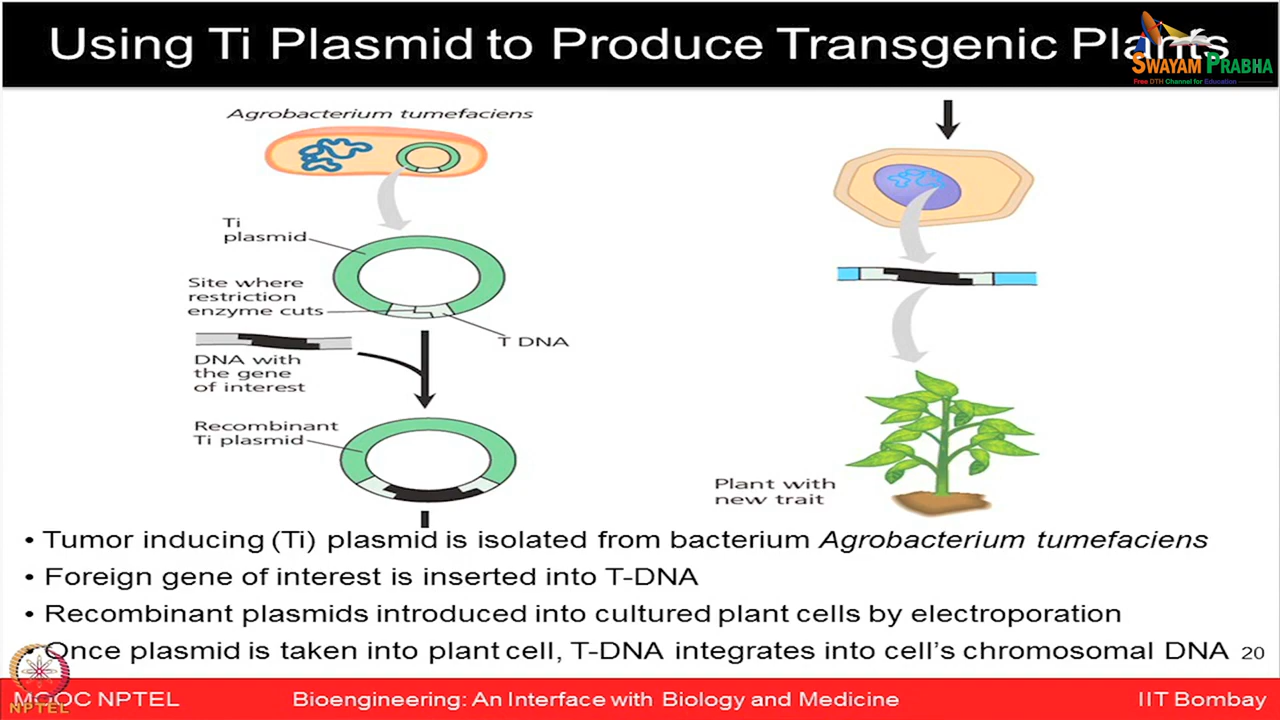 Using Ti Plasmid to Produce Transgenic Plants
SWAYAM PRABHA
Free DTH Channel for Education
Agrobacterium tumefaciens
Ti
plasmid
Site where
restriction
enzyme cuts
T DNA
DNA with
the gene
of interest
Recombinant
Ti plasmid
Plant with
new trait
• Tumor inducing (Ti) plasmid is isolated from bacterium Agrobacterium tumefaciens
• Foreign gene of interest is inserted into T-DNA
• Recombinant plasmids introduced into cultured plant cells by electroporation
Once plasmid is taken into plant cell, T-DNA integrates into cell's chromosomal DNA
20
MOOC NPTEL
NPTEL
Bioengineering: An Interface with Biology and Medicine
IIT Bombay